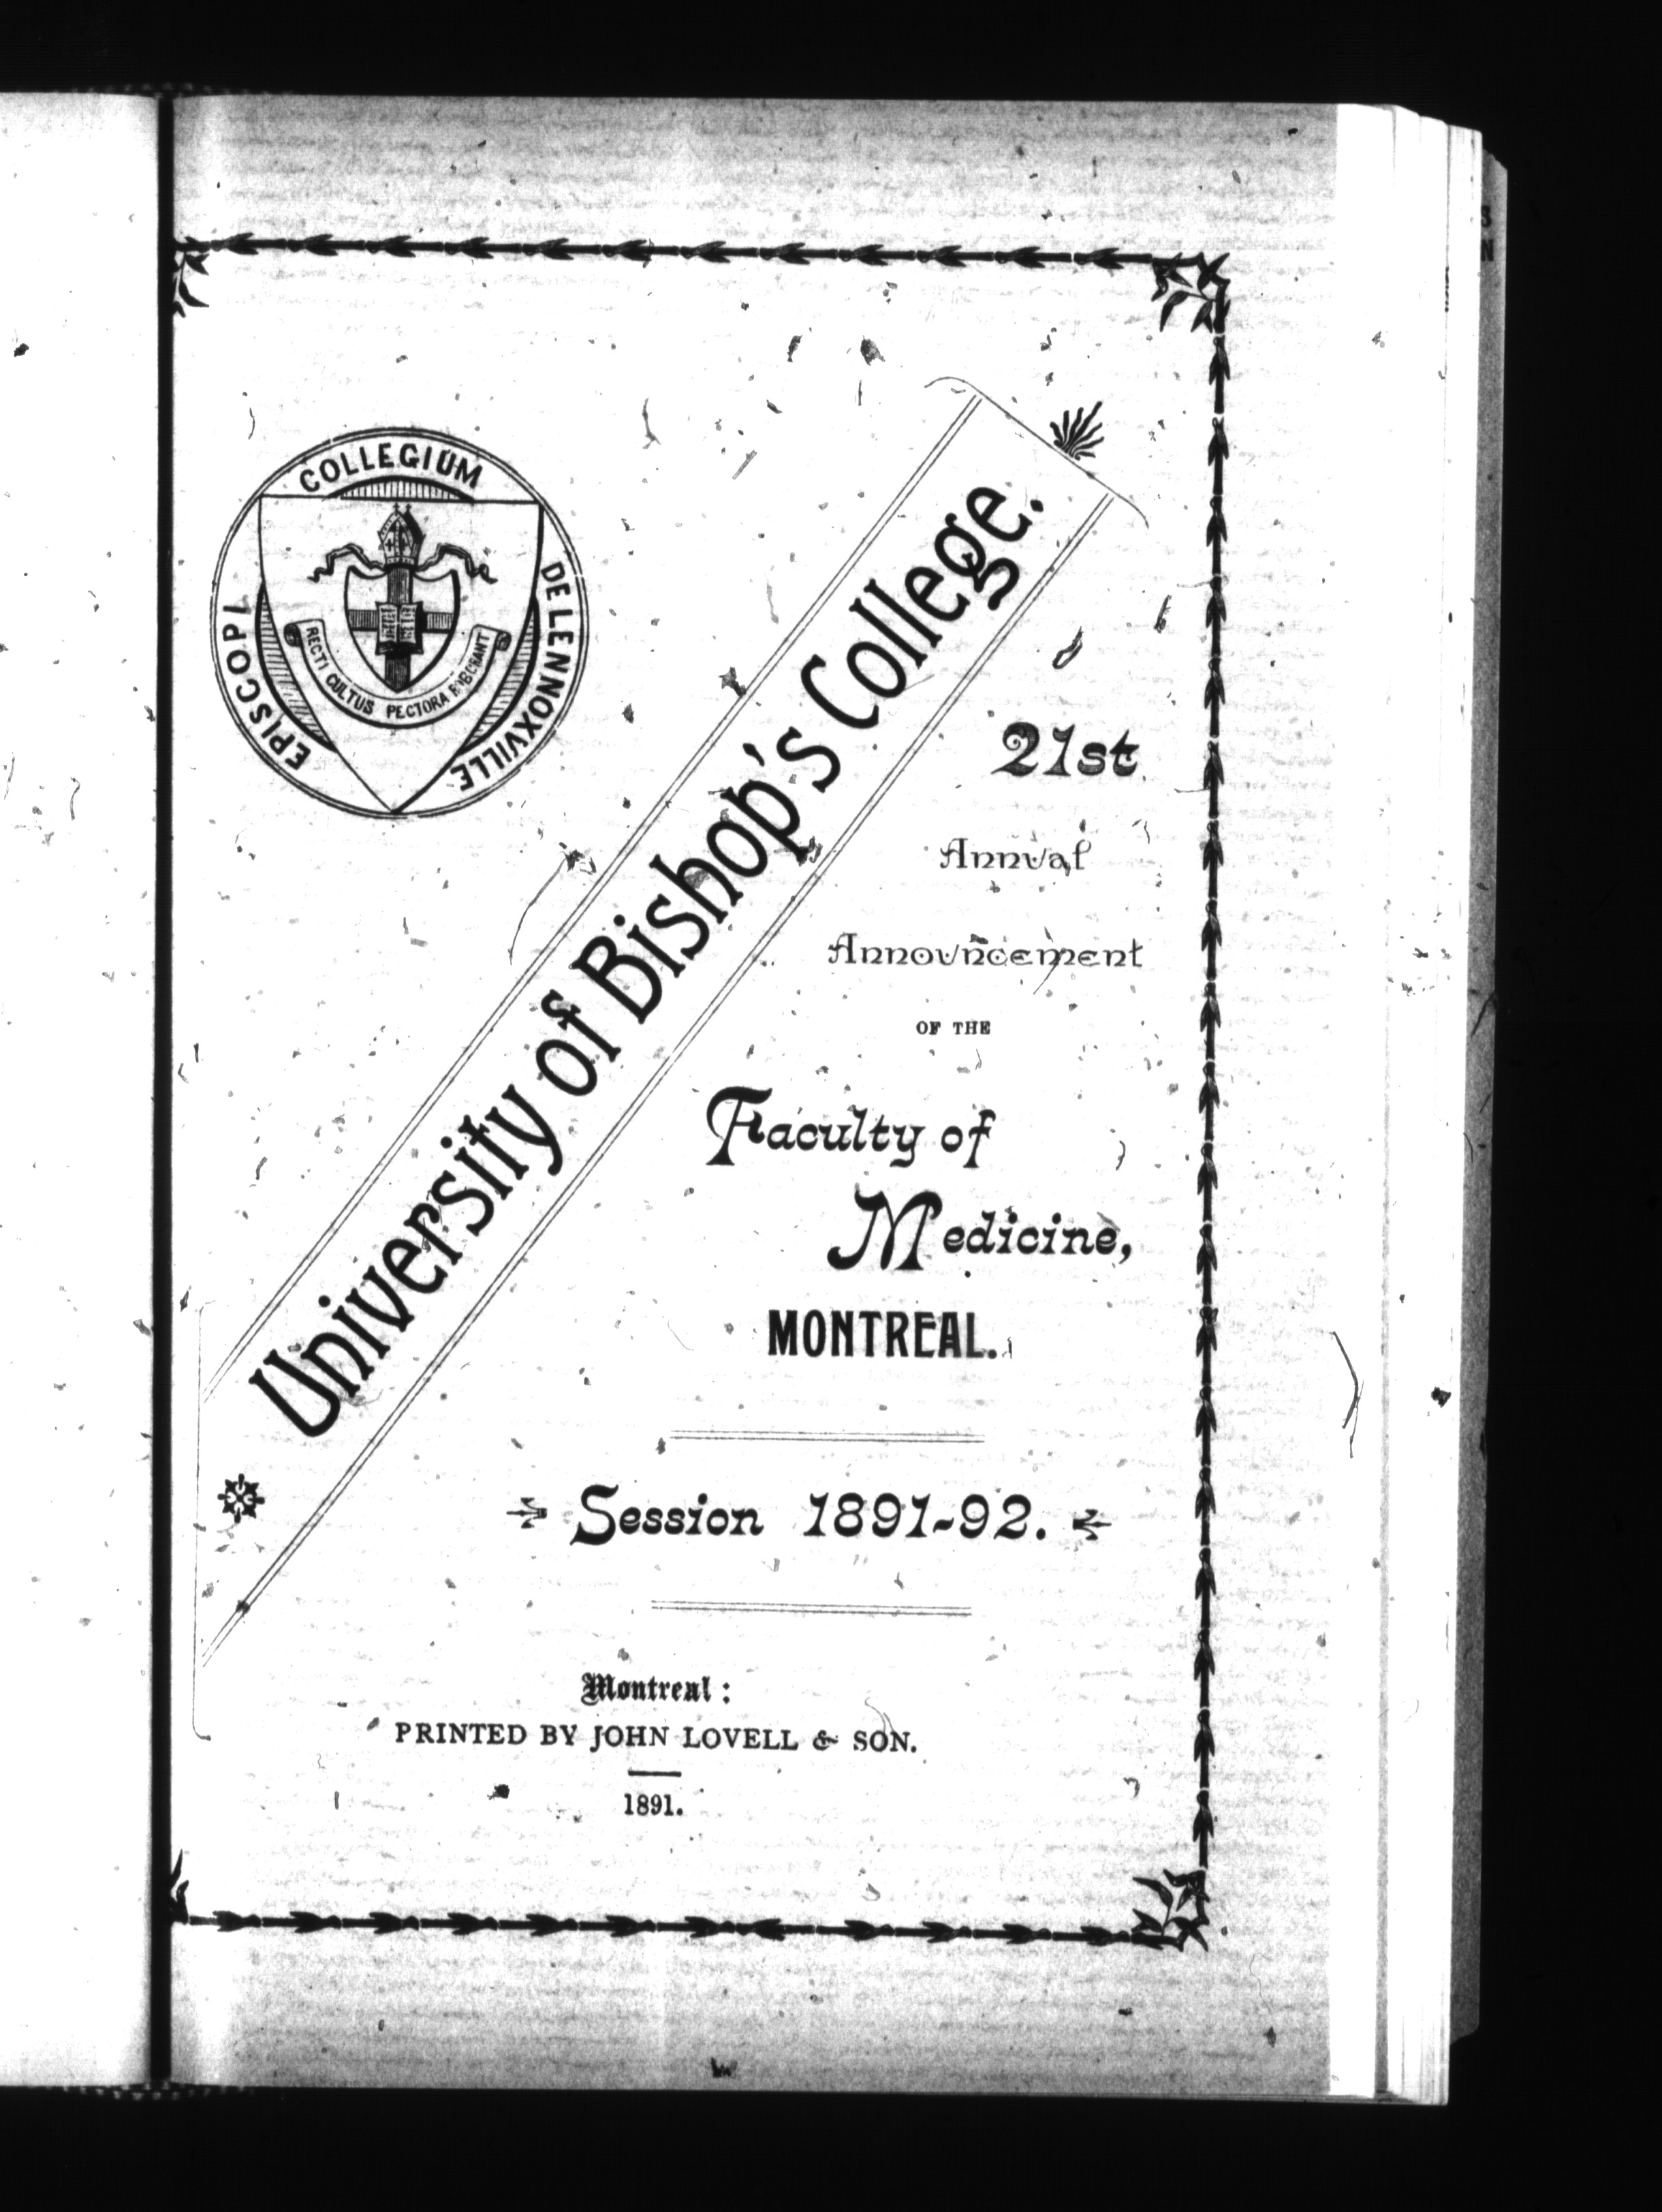 COLLEGIUM
EPISCOPI
DE LENNOXVILLE
RECTI CULTUS PECTORA ROBORANT
University of Bishop's College.
21st
Annual
Announcement
OF THE
Faculty of
Medicine,
MONTREAL.
Session 1891-92.
Montreal:
PRINTED BY JOHN LOVELL & SON.
1891.